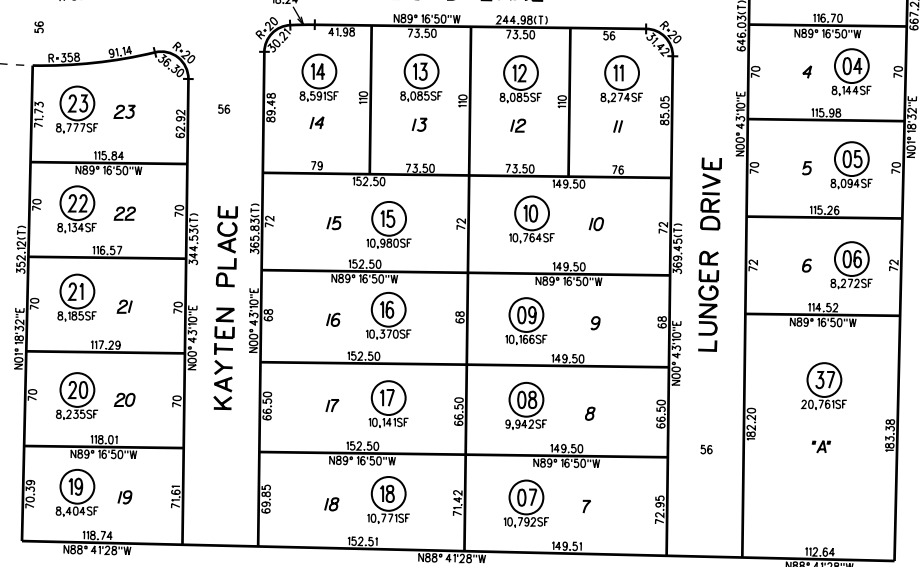 18.24
N89° 16'50"W 244.98(T)
646.03(T)
116.70
N89° 16'50"W
667.2
56
R=358 91.14 R=20 36.30
R=20 30.21 41.98 73.50 73.50 56 31.42 R=20
71.73 23 8,777SF 23 62.92
56
89.48 14 8,591SF 14 110
13 8,085SF 13 110
12 8,085SF 12 110
11 8,274SF 11 85.05
70 4 04 8,144SF 70
N00° 43'10"E
N01° 18'32"E
115.84
N89° 16'50"W
79 73.50 73.50 76
115.98
152.50 149.50
70 22 8,134SF 22 70
72 15 15 10,980SF 72
10 10,764SF 10 72
70 5 05 8,094SF 70
352.12(T)
344.53(T)
365.83(T)
369.45(T)
KAYTEN PLACE
LUNGER DRIVE
116.57
152.50
N89° 16'50"W
149.50
N89° 16'50"W
115.26
70 21 8,185SF 21 70
68 16 16 10,370SF 68
09 10,166SF 9 68
72 6 06 8,272SF 72
N01° 18'32"E
N00° 43'10"E
N00° 43'10"E
N00° 43'10"E
114.52
N89° 16'50"W
117.29
152.50 149.50
70 20 8,235SF 20 70
66.50 17 17 10,141SF 66.50
08 9,942SF 8 66.50
37 20,761SF
182.20 "A" 183.38
118.01
N89° 16'50"W
152.50
N89° 16'50"W
149.50
N89° 16'50"W
56
70.39 19 8,404SF 19 71.61
69.85 18 18 10,771SF 71.42
07 10,792SF 7 72.95
118.74
N88° 41'28"W
152.51
N88° 41'28"W
149.51
112.64
N88° 41'28"W